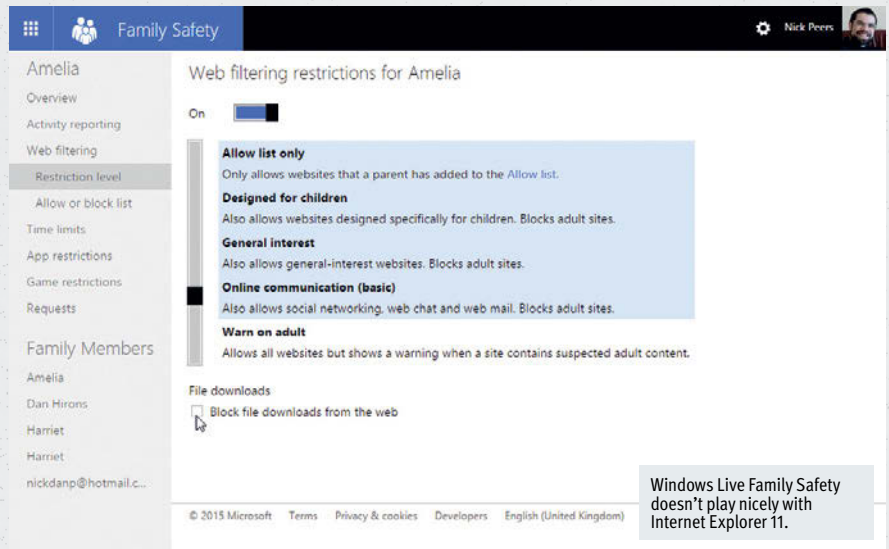 Family Safety
Nick Peers
Amelia
Overview
Activity reporting
Web filtering
Restriction level
Allow or block list
Time limits
App restrictions
Game restrictions
Requests
Family Members
Amelia
Dan Hirons
Harriet
Harriet
nickdanp@hotmail.c...
Web filtering restrictions for Amelia
On
Allow list only
Only allows websites that a parent has added to the Allow list.
Designed for children
Also allows websites designed specifically for children. Blocks adult sites.
General interest
Also allows general-interest websites. Blocks adult sites.
Online communication (basic)
Also allows social networking, web chat and web mail. Blocks adult sites.
Warn on adult
Allows all websites but shows a warning when a site contains suspected adult content.
File downloads
Block file downloads from the web
© 2015 Microsoft Terms Privacy & cookies Developers English (United Kingdom)
Windows Live Family Safety
doesn't play nicely with
Internet Explorer 11.